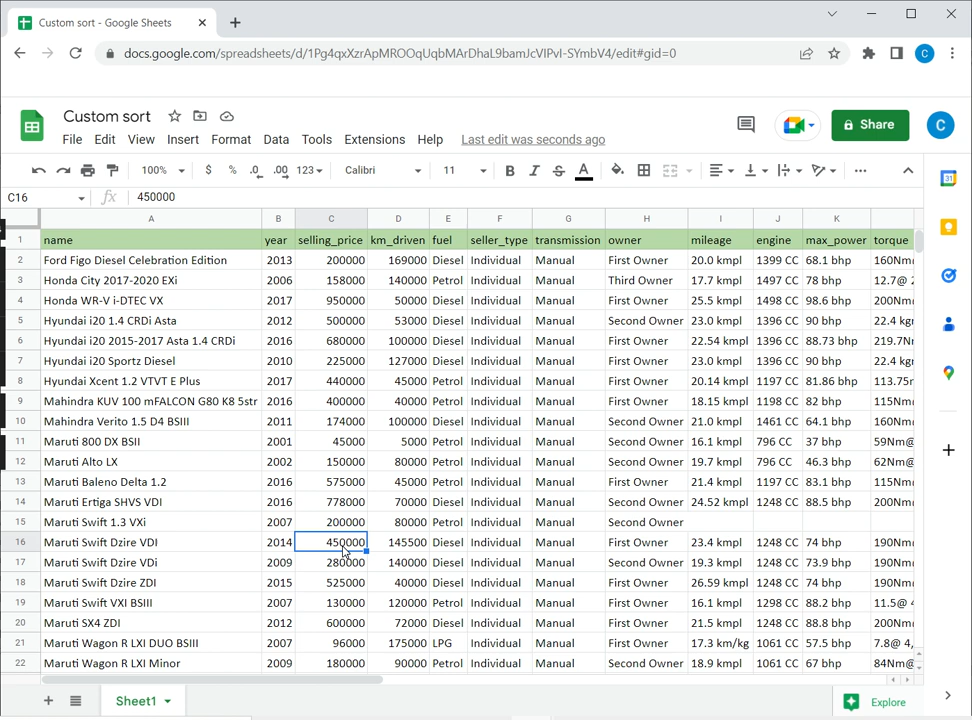 Custom sort - Google Sheets
docs.google.com/spreadsheets/d/1Pg4qxXzrApMROOqUqbMArDhaL9bamJcVIPvI-SYmbV4/edit#gid=0
C
Custom sort
File Edit View Insert Format Data Tools Extensions Help Last edit was seconds ago
Share
C
100% $ % .0 .00 123 Calibri 11 B I S A
C16 fx 450000
A B C D E F G H I J K
1 name year selling_price km_driven fuel seller_type transmission owner mileage engine max_power torque
2 Ford Figo Diesel Celebration Edition 2013 200000 169000 Diesel Individual Manual First Owner 20.0 kmpl 1399 CC 68.1 bhp 160Nm
3 Honda City 2017-2020 EXi 2006 158000 140000 Petrol Individual Manual Third Owner 17.7 kmpl 1497 CC 78 bhp 12.7@
4 Honda WR-V i-DTEC VX 2017 950000 50000 Diesel Individual Manual First Owner 25.5 kmpl 1498 CC 98.6 bhp 200Nm
5 Hyundai i20 1.4 CRDi Asta 2012 500000 53000 Diesel Individual Manual Second Owner 23.0 kmpl 1396 CC 90 bhp 22.4
6 Hyundai i20 2015-2017 Asta 1.4 CRDi 2016 680000 100000 Diesel Individual Manual First Owner 22.54 kmpl 1396 CC 88.73 bhp 219.7N
7 Hyundai i20 Sportz Diesel 2010 225000 127000 Diesel Individual Manual First Owner 23.0 kmpl 1396 CC 90 bhp 22.4
8 Hyundai Xcent 1.2 VTVT E Plus 2017 440000 45000 Petrol Individual Manual First Owner 20.14 kmpl 1197 CC 81.86 bhp 113.75
9 Mahindra KUV 100 mFALCON G80 K8 5str 2016 400000 40000 Petrol Individual Manual First Owner 18.15 kmpl 1198 CC 82 bhp 115Nm
10 Mahindra Verito 1.5 D4 BSIII 2011 174000 100000 Diesel Individual Manual Second Owner 21.0 kmpl 1461 CC 64.1 bhp 160Nm
11 Maruti 800 DX BSII 2001 45000 5000 Petrol Individual Manual Second Owner 16.1 kmpl 796 CC 37 bhp 59Nm@
12 Maruti Alto LX 2002 150000 80000 Petrol Individual Manual Second Owner 19.7 kmpl 796 CC 46.3 bhp 62Nm@
13 Maruti Baleno Delta 1.2 2016 575000 45000 Petrol Individual Manual First Owner 21.4 kmpl 1197 CC 83.1 bhp 115Nm
14 Maruti Ertiga SHVS VDI 2016 778000 70000 Diesel Individual Manual Second Owner 24.52 kmpl 1248 CC 88.5 bhp 200Nm
15 Maruti Swift 1.3 VXi 2007 200000 80000 Petrol Individual Manual Second Owner
16 Maruti Swift Dzire VDI 2014 450000 145500 Diesel Individual Manual First Owner 23.4 kmpl 1248 CC 74 bhp 190Nm
17 Maruti Swift Dzire VDi 2009 280000 140000 Diesel Individual Manual Second Owner 19.3 kmpl 1248 CC 73.9 bhp 190Nm
18 Maruti Swift Dzire ZDI 2015 525000 40000 Diesel Individual Manual First Owner 26.59 kmpl 1248 CC 74 bhp 190Nm
19 Maruti Swift VXI BSIII 2007 130000 120000 Petrol Individual Manual First Owner 16.1 kmpl 1298 CC 88.2 bhp 11.5@
20 Maruti SX4 ZDI 2012 600000 72000 Diesel Individual Manual First Owner 21.5 kmpl 1248 CC 88.8 bhp 200Nm
21 Maruti Wagon R LXI DUO BSIII 2007 96000 175000 LPG Individual Manual First Owner 17.3 km/kg 1061 CC 57.5 bhp 7.8@ 4,
22 Maruti Wagon R LXI Minor 2009 180000 90000 Petrol Individual Manual Second Owner 18.9 kmpl 1061 CC 67 bhp 84Nm@
Sheet1
Explore